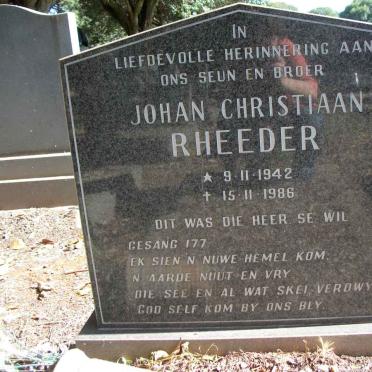 IN
LIEFDEVOLLE HERINNERING AAN
ONS SEUN EN BROER
JOHAN CHRISTIAAN
RHEEDER
★ 9·11·1942
✝ 15·11·1986
DIT WAS DIE HEER SE WIL
GESANG 177
EK SIEN 'N NUWE HEMEL KOM,
'N AARDE NUUT EN VRY
DIE SEE EN AL WAT SKEI, VERDWY
GOD SELF KOM BY ONS BLY.